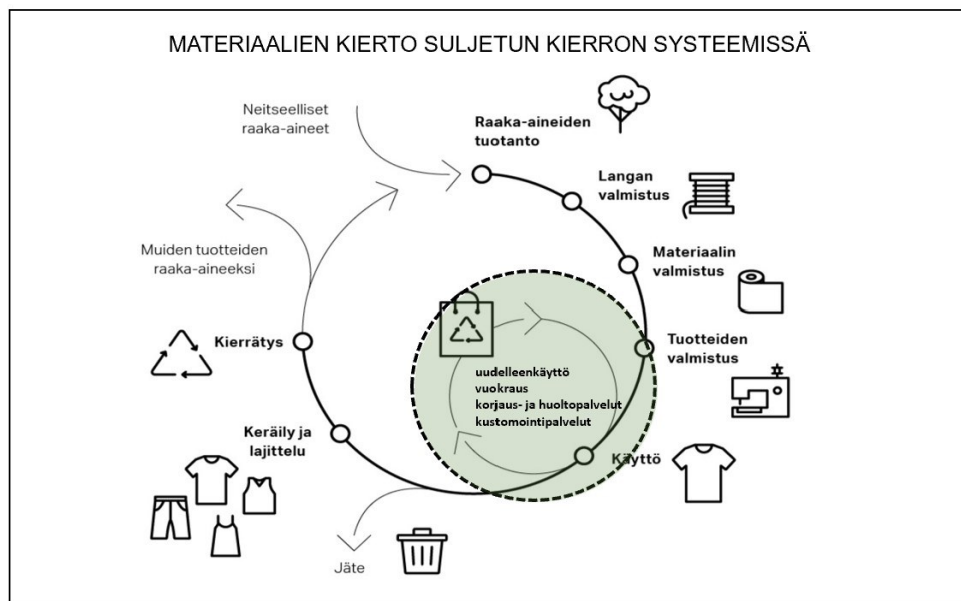 MATERIAALIEN KIERTO SULJETUN KIERRON SYSTEEMISSÄ
Neitseelliset
raaka-aineet
Raaka-aineiden
tuotanto
Langan
valmistus
Materiaalin
valmistus
Tuotteiden
valmistus
Käyttö
uudelleenkäyttö
vuokraus
korjaus- ja huoltopalvelut
kustomointipalvelut
Jäte
Keräily ja
lajittelu
Kierrätys
Muiden tuotteiden
raaka-aineeksi